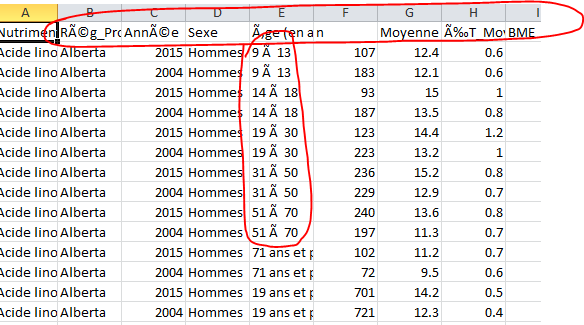 A B C D E F G H I
Nutrimen RÃ©g_Pro AnnÃ©e Sexe Ã‚ge (en a n Moyenne Ã‰T_Moy BME
Acide lino Alberta 2015 Hommes 9 Ã 13 107 12.4 0.6
Acide lino Alberta 2004 Hommes 9 Ã 13 183 12.1 0.6
Acide lino Alberta 2015 Hommes 14 Ã 18 93 15 1
Acide lino Alberta 2004 Hommes 14 Ã 18 187 13.5 0.8
Acide lino Alberta 2015 Hommes 19 Ã 30 123 14.4 1.2
Acide lino Alberta 2004 Hommes 19 Ã 30 223 13.2 1
Acide lino Alberta 2015 Hommes 31 Ã 50 236 15.2 0.8
Acide lino Alberta 2004 Hommes 31 Ã 50 229 12.9 0.7
Acide lino Alberta 2015 Hommes 51 Ã 70 240 13.6 0.8
Acide lino Alberta 2004 Hommes 51 Ã 70 197 11.3 0.7
Acide lino Alberta 2015 Hommes 71 ans et p 102 11.2 0.7
Acide lino Alberta 2004 Hommes 71 ans et p 72 9.5 0.6
Acide lino Alberta 2015 Hommes 19 ans et p 701 14.2 0.5
Acide lino Alberta 2004 Hommes 19 ans et p 721 12.3 0.4